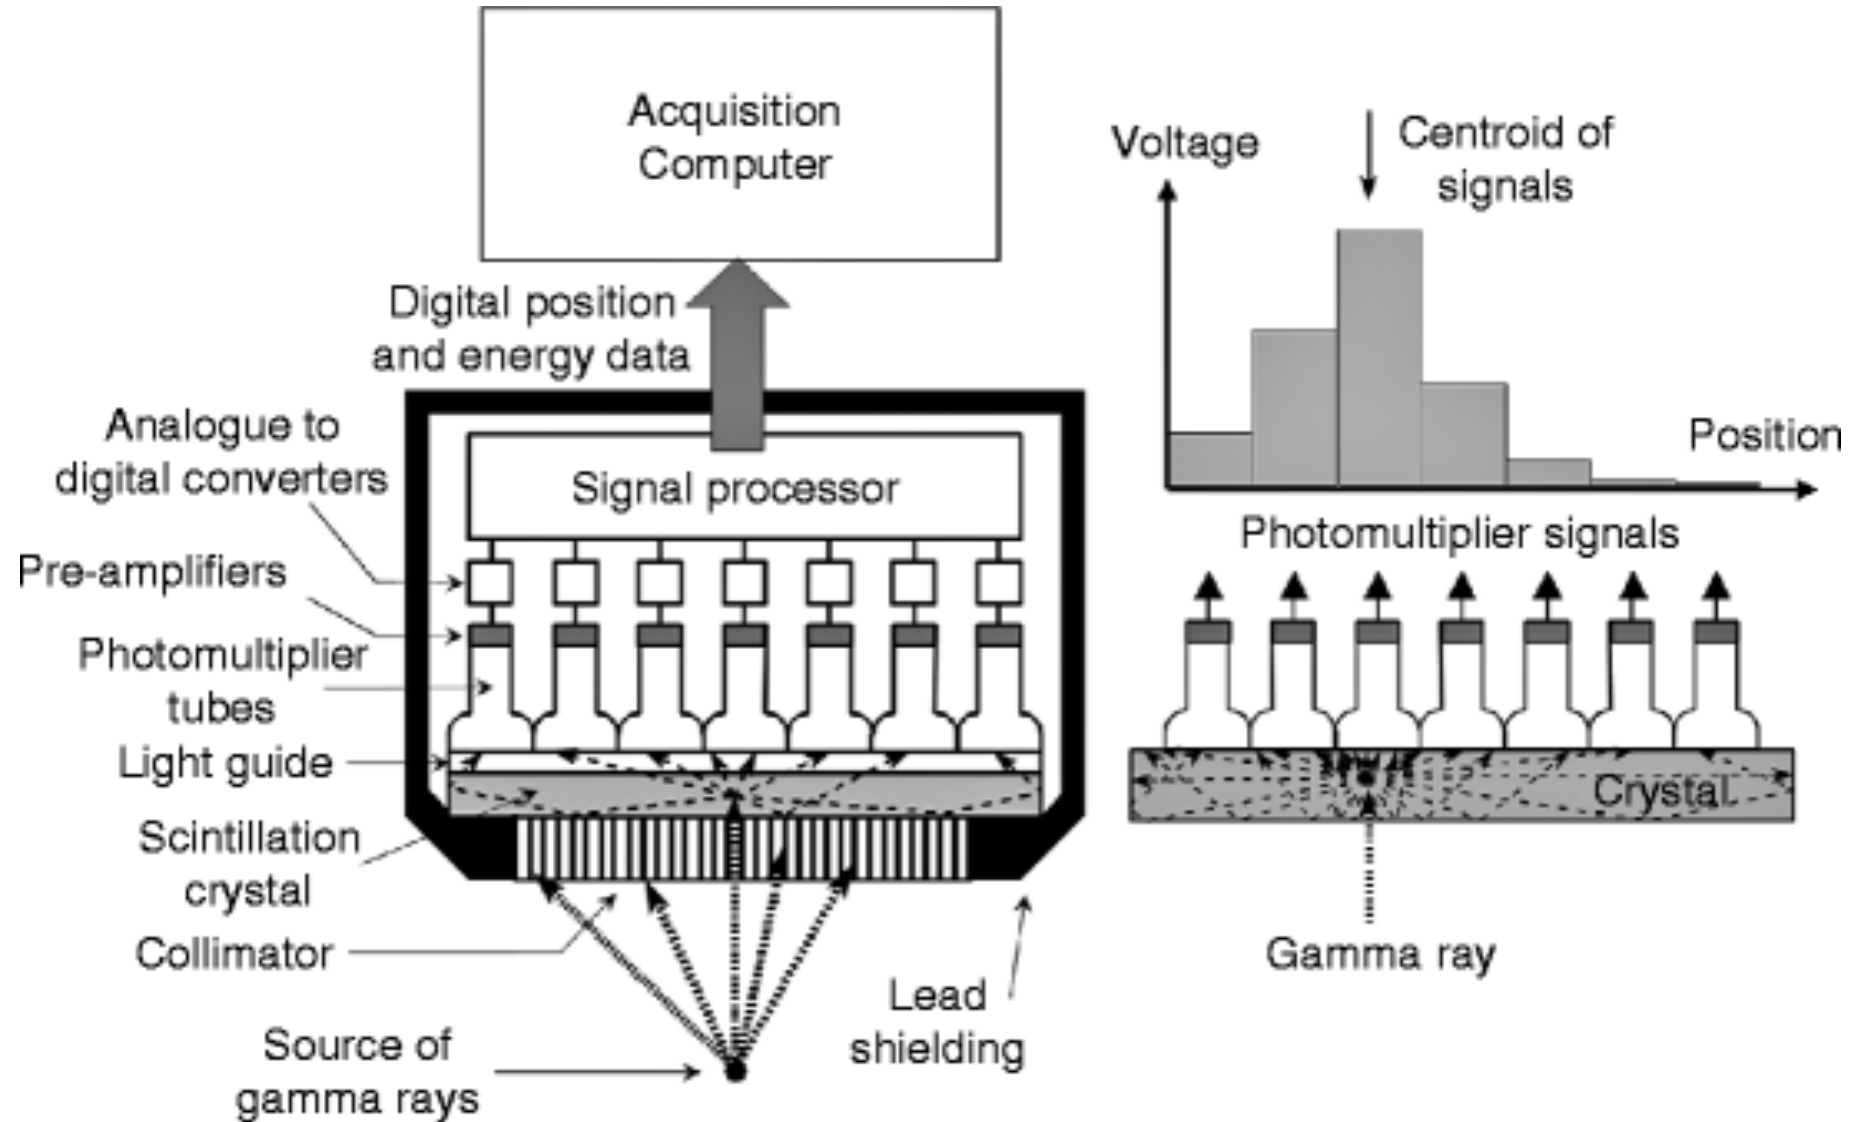 Acquisition
Computer
Digital position
and energy data
Analogue to
digital converters
Signal processor
Pre-amplifiers
Photomultiplier
tubes
Light guide
Scintillation
crystal
Collimator
Lead
shielding
Source of
gamma rays
Voltage
Centroid of
signals
Position
Photomultiplier signals
Crystal
Gamma ray